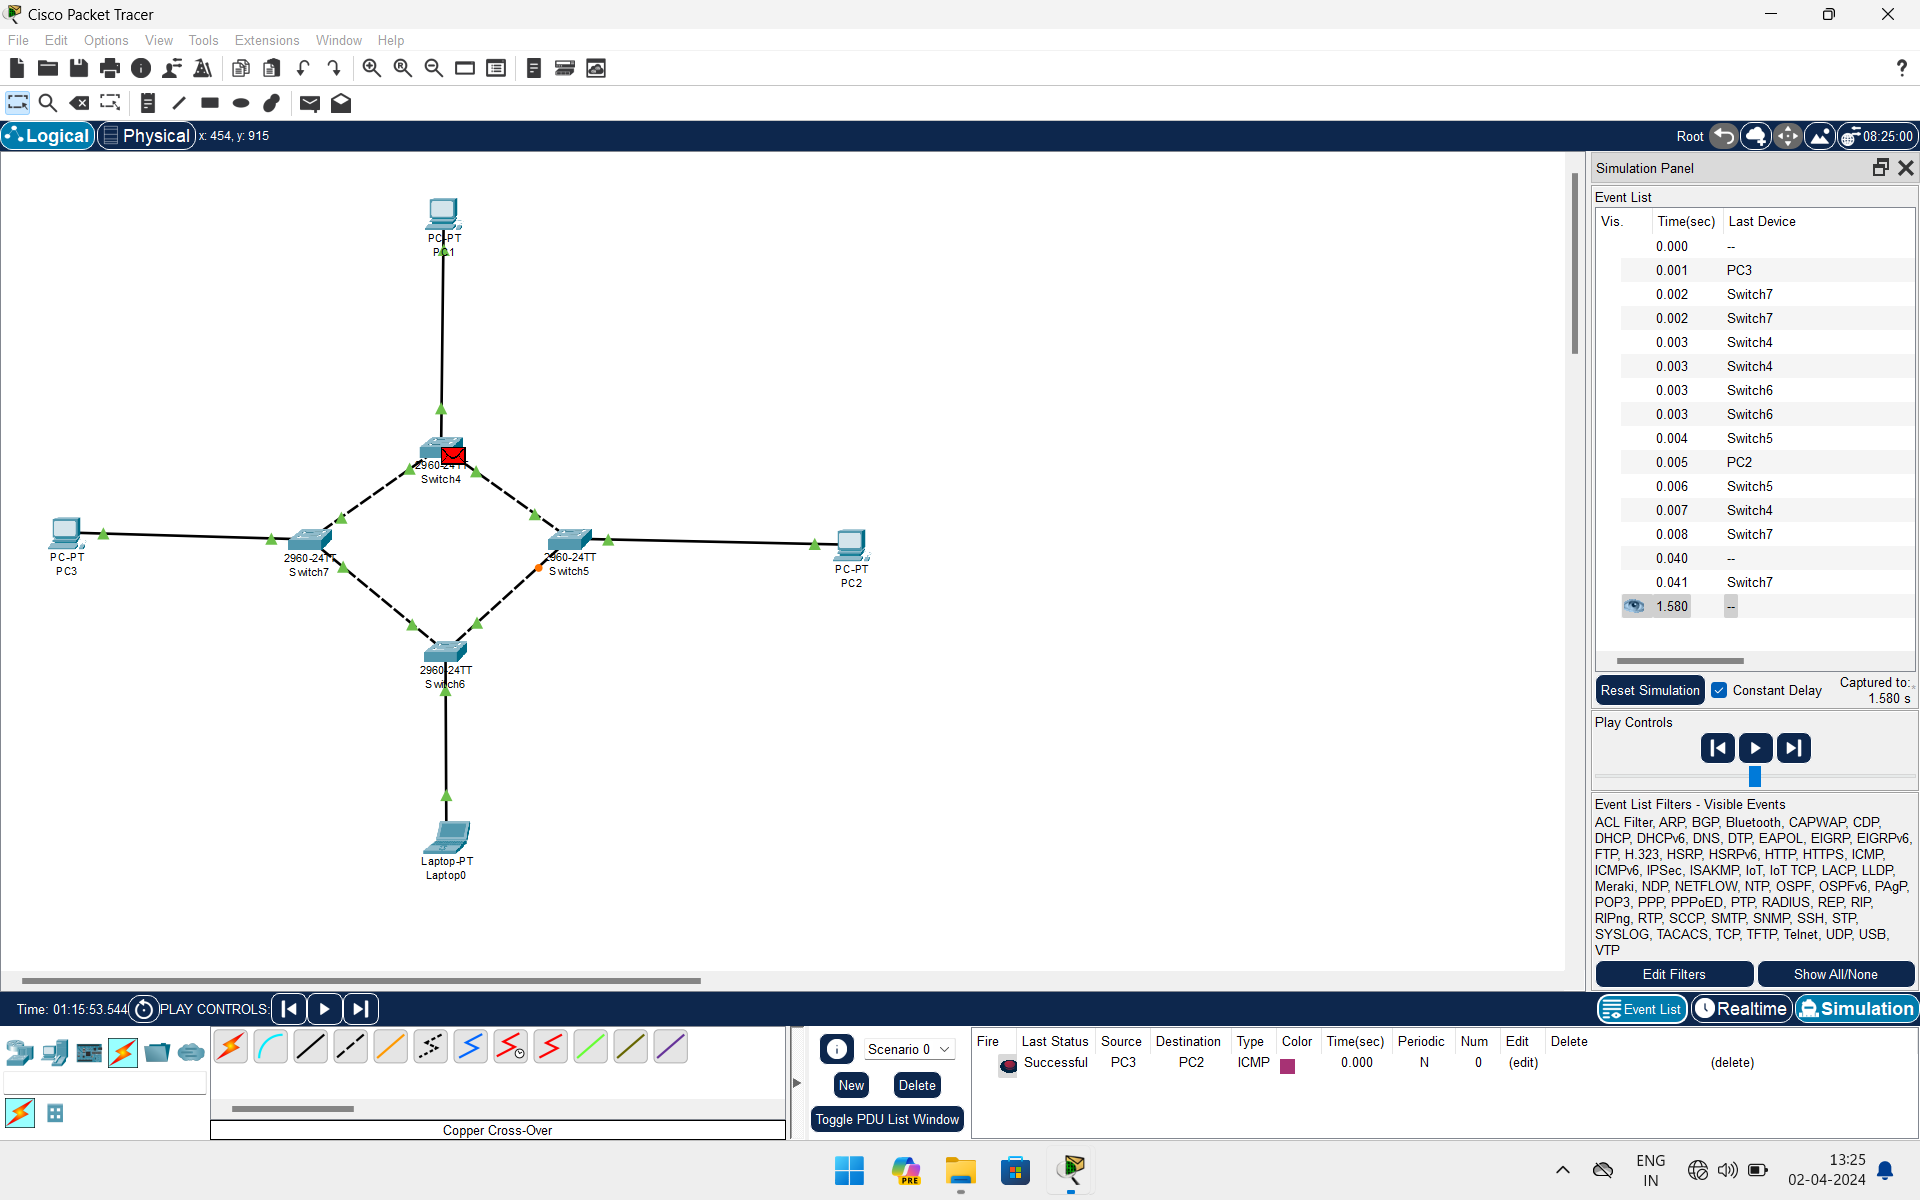 Cisco Packet Tracer
File Edit Options View Tools Extensions Window Help
Logical Physical x: 454, y: 915 Root 08:25:00
PC-PT
PC1
2960-24TT
Switch4
PC-PT
PC3
2960-24TT
Switch7
2960-24TT
Switch5
PC-PT
PC2
2960-24TT
Switch6
Laptop-PT
Laptop0
Simulation Panel
Event List
Vis. Time(sec) Last Device
0.000 --
0.001 PC3
0.002 Switch7
0.002 Switch7
0.003 Switch4
0.003 Switch4
0.003 Switch6
0.003 Switch6
0.004 Switch5
0.005 PC2
0.006 Switch5
0.007 Switch4
0.008 Switch7
0.040 --
0.041 Switch7
1.580 --
Reset Simulation Constant Delay Captured to:*
1.580 s
Play Controls
Event List Filters - Visible Events
ACL Filter, ARP, BGP, Bluetooth, CAPWAP, CDP,
DHCP, DHCPv6, DNS, DTP, EAPOL, EIGRP, EIGRPv6,
FTP, H.323, HSRP, HSRPv6, HTTP, HTTPS, ICMP,
ICMPv6, IPSec, ISAKMP, IoT, IoT TCP, LACP, LLDP,
Meraki, NDP, NETFLOW, NTP, OSPF, OSPFv6, PAgP,
POP3, PPP, PPPoED, PTP, RADIUS, REP, RIP,
RIPng, RTP, SCCP, SMTP, SNMP, SSH, STP,
SYSLOG, TACACS, TCP, TFTP, Telnet, UDP, USB,
VTP
Edit Filters Show All/None
Time: 01:15:53.544 PLAY CONTROLS: Event List Realtime Simulation
Scenario 0
New Delete
Toggle PDU List Window
Fire Last Status Source Destination Type Color Time(sec) Periodic Num Edit Delete
Successful PC3 PC2 ICMP 0.000 N 0 (edit) (delete)
Copper Cross-Over
PRE
ENG
IN
13:25
02-04-2024